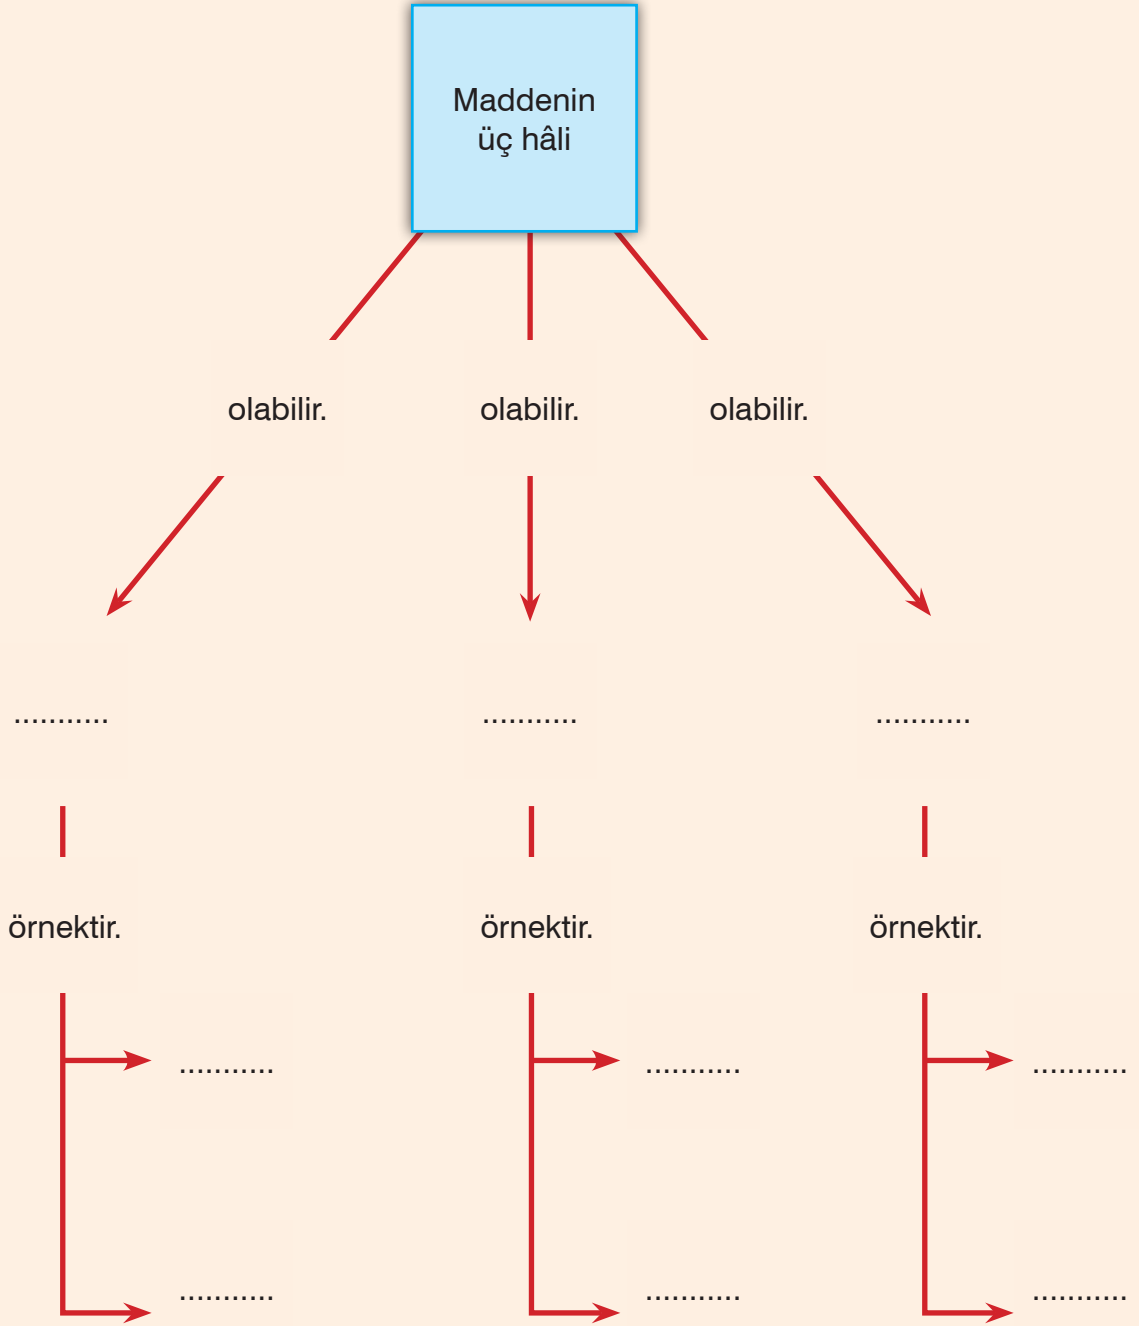 Maddenin
üç hâli
olabilir. olabilir. olabilir.
........... ........... ...........
örnektir. örnektir. örnektir.
........... ........... ...........
........... ........... ...........